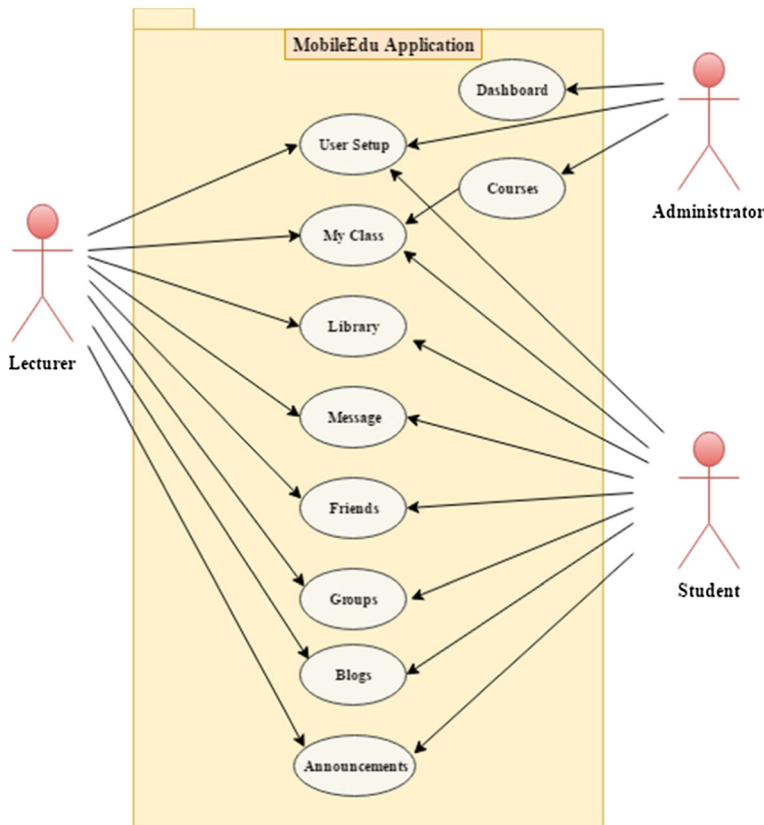 MobileEdu Application
Dashboard
User Setup
Courses
Administrator
My Class
Library
Lecturer
Message
Friends
Groups
Student
Blogs
Announcements